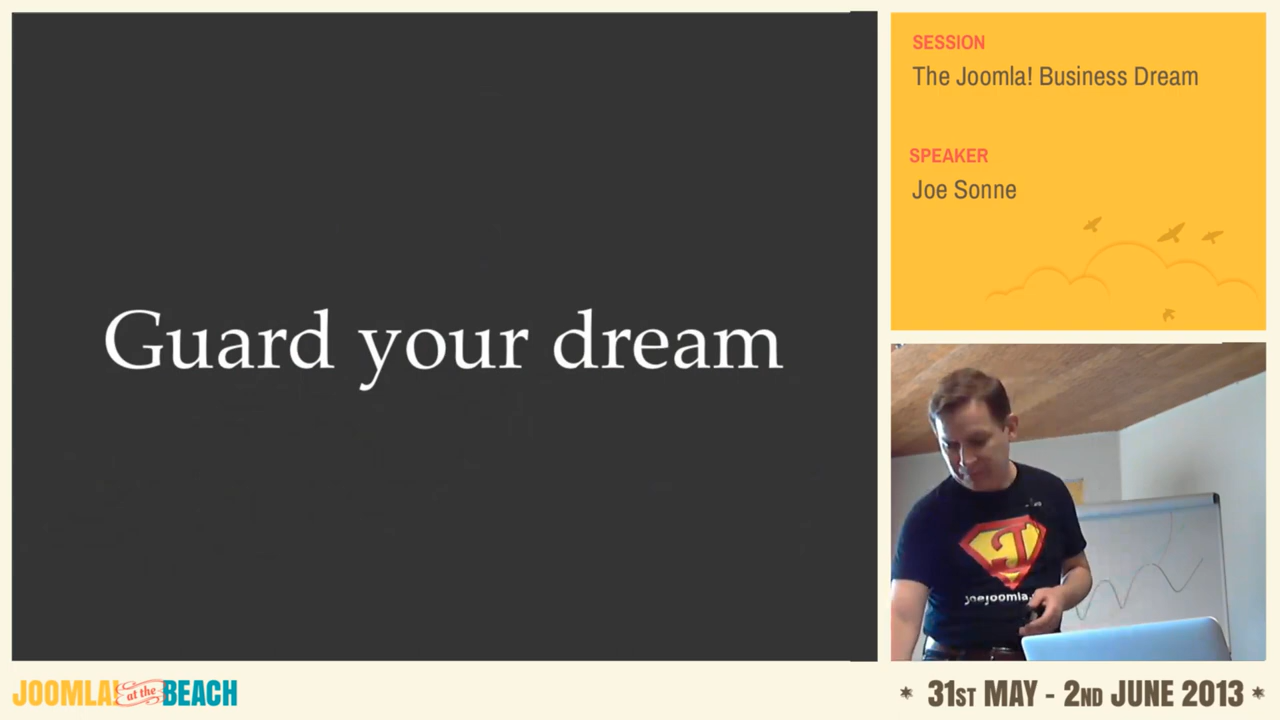 Guard your dream
SESSION
The Joomla! Business Dream
SPEAKER
Joe Sonne
J
joejoomla.
JOOMLA! at the BEACH
* 31ST MAY - 2ND JUNE 2013 *